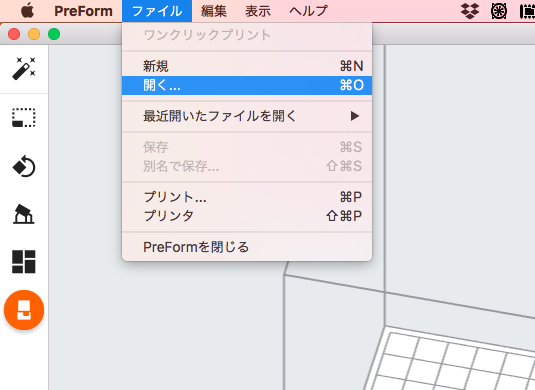 PreForm ファイル 編集 表示 ヘルプ
ワンクリックプリント
新規 ⌘N
開く... ⌘O
最近開いたファイルを開く ▶
保存 ⌘S
別名で保存... ⇧⌘S
プリント... ⌘P
プリンタ ⇧⌘P
PreFormを閉じる